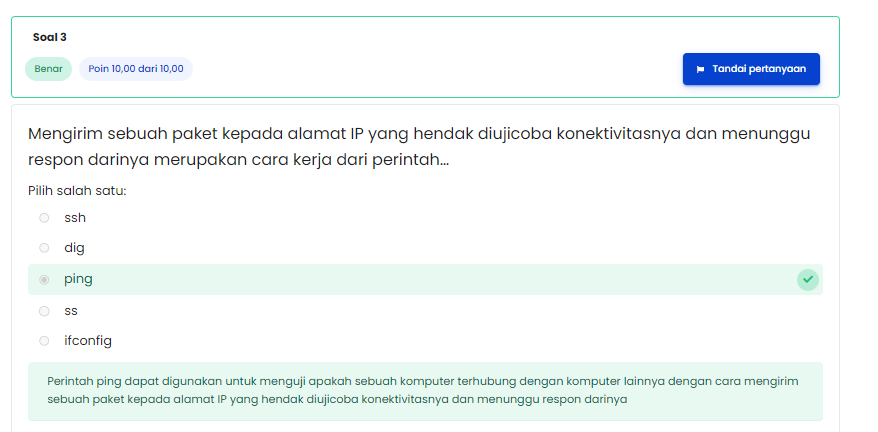 Soal 3
Benar
Poin 10,00 dari 10,00
Tandai pertanyaan
Mengirim sebuah paket kepada alamat IP yang hendak diujicoba konektivitasnya dan menunggu
respon darinya merupakan cara kerja dari perintah...
Pilih salah satu:
ssh
dig
ping
ss
ifconfig
Perintah ping dapat digunakan untuk menguji apakah sebuah komputer terhubung dengan komputer lainnya dengan cara mengirim
sebuah paket kepada alamat IP yang hendak diujicoba konektivitasnya dan menunggu respon darinya